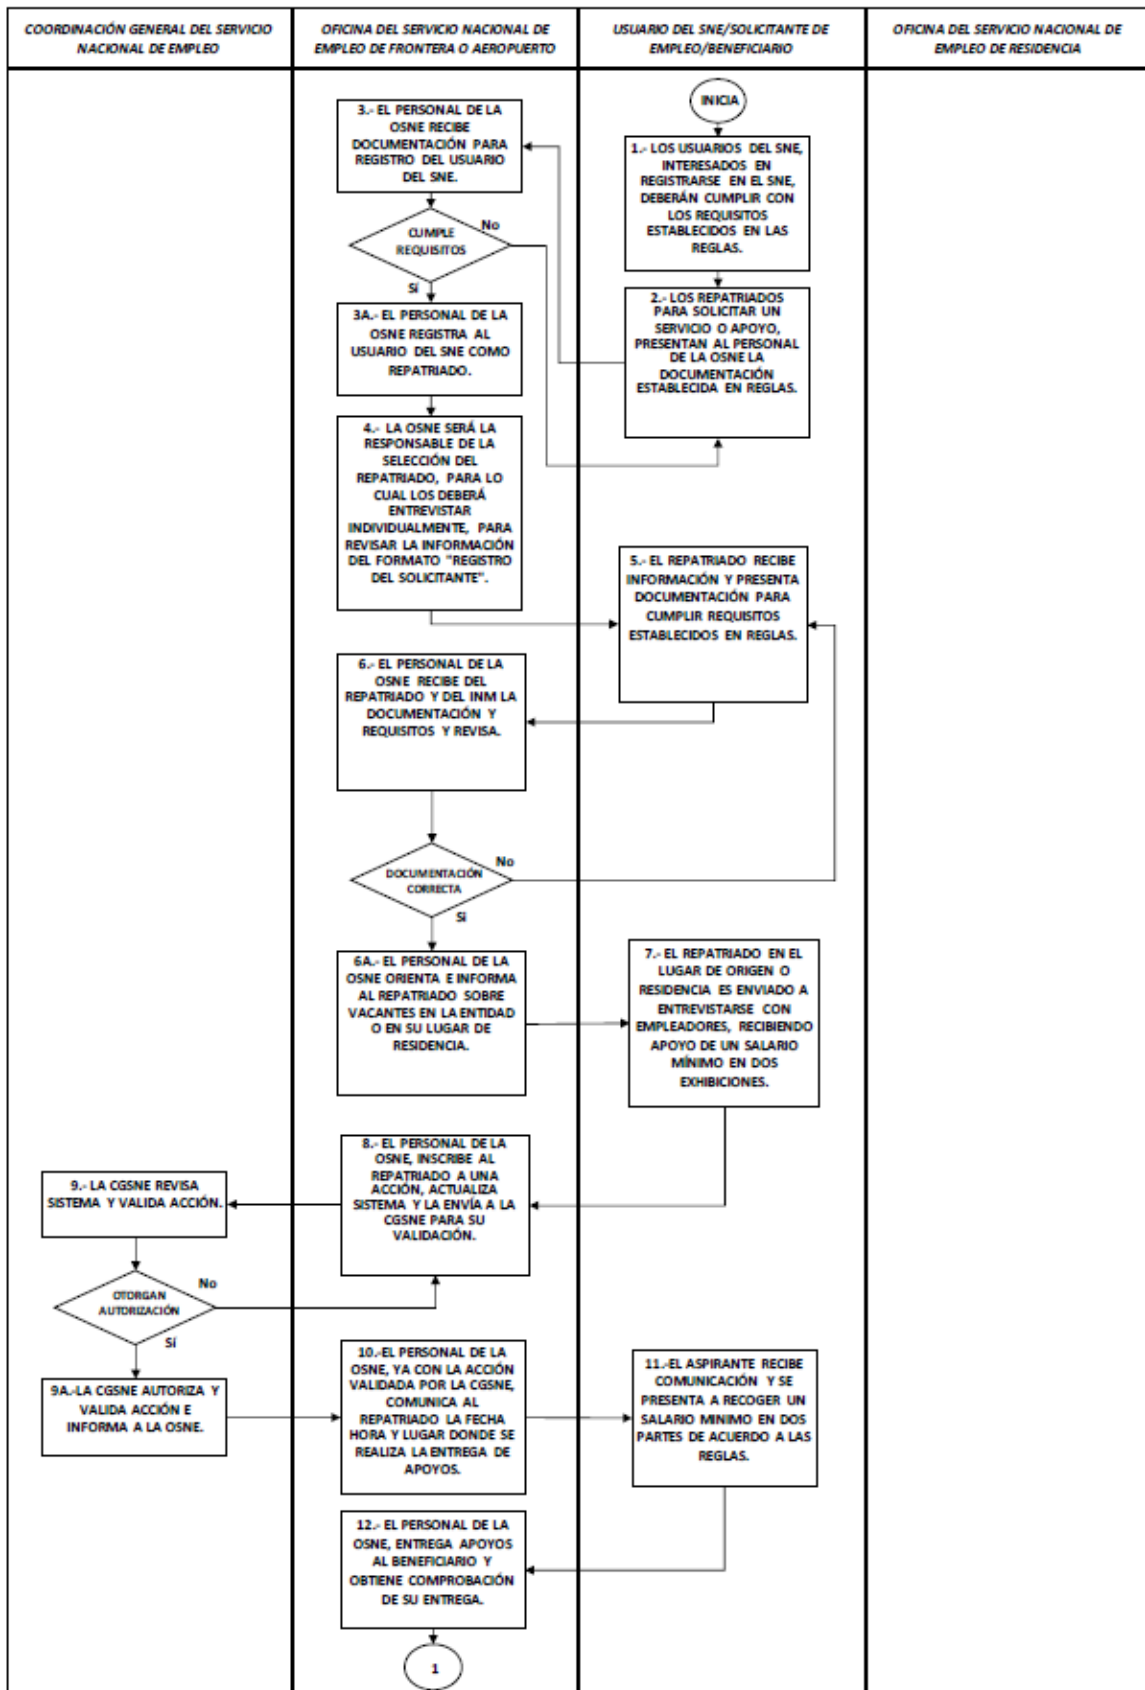 COORDINACIÓN GENERAL DEL SERVICIO
NACIONAL DE EMPLEO
OFICINA DEL SERVICIO NACIONAL DE
EMPLEO DE FRONTERA O AEROPUERTO
USUARIO DEL SNE/SOLICITANTE DE
EMPLEO/BENEFICIARIO
OFICINA DEL SERVICIO NACIONAL DE
EMPLEO DE RESIDENCIA
INICIA
1.- LOS USUARIOS DEL SNE,
INTERESADOS EN
REGISTRARSE EN EL SNE,
DEBERÁN CUMPLIR CON
LOS REQUISITOS
ESTABLECIDOS EN LAS
REGLAS.
2.- LOS REPATRIADOS
PARA SOLICITAR UN
SERVICIO O APOYO,
PRESENTAN AL PERSONAL
DE LA OSNE LA
DOCUMENTACIÓN
ESTABLECIDA EN REGLAS.
3.- EL PERSONAL DE LA
OSNE RECIBE
DOCUMENTACIÓN PARA
REGISTRO DEL USUARIO
DEL SNE.
CUMPLE
REQUISITOS
No
Sí
3A.- EL PERSONAL DE LA
OSNE REGISTRA AL
USUARIO DEL SNE COMO
REPATRIADO.
4.- LA OSNE SERÁ LA
RESPONSABLE DE LA
SELECCIÓN DEL
REPATRIADO, PARA LO
CUAL LOS DEBERÁ
ENTREVISTAR
INDIVIDUALMENTE, PARA
REVISAR LA INFORMACIÓN
DEL FORMATO "REGISTRO
DEL SOLICITANTE".
5.- EL REPATRIADO RECIBE
INFORMACIÓN Y PRESENTA
DOCUMENTACIÓN PARA
CUMPLIR REQUISITOS
ESTABLECIDOS EN REGLAS.
6.- EL PERSONAL DE LA
OSNE RECIBE DEL
REPATRIADO Y DEL INM LA
DOCUMENTACIÓN Y
REQUISITOS Y REVISA.
DOCUMENTACIÓN
CORRECTA
No
Si
6A.- EL PERSONAL DE LA
OSNE ORIENTA E INFORMA
AL REPATRIADO SOBRE
VACANTES EN LA ENTIDAD
O EN SU LUGAR DE
RESIDENCIA.
7.- EL REPATRIADO EN EL
LUGAR DE ORIGEN O
RESIDENCIA ES ENVIADO A
ENTREVISTARSE CON
EMPLEADORES, RECIBIENDO
APOYO DE UN SALARIO
MÍNIMO EN DOS
EXHIBICIONES.
8.- EL PERSONAL DE LA
OSNE, INSCRIBE AL
REPATRIADO A UNA
ACCIÓN, ACTUALIZA
SISTEMA Y LA ENVÍA A LA
CGSNE PARA SU
VALIDACIÓN.
9.- LA CGSNE REVISA
SISTEMA Y VALIDA ACCIÓN.
OTORGAN
AUTORIZACIÓN
No
Sí
9A.-LA CGSNE AUTORIZA Y
VALIDA ACCIÓN E
INFORMA A LA OSNE.
10.-EL PERSONAL DE LA
OSNE, YA CON LA ACCIÓN
VALIDADA POR LA CGSNE,
COMUNICA AL
REPATRIADO LA FECHA
HORA Y LUGAR DONDE SE
REALIZA LA ENTREGA DE
APOYOS.
11.-EL ASPIRANTE RECIBE
COMUNICACIÓN Y SE
PRESENTA A RECOGER UN
SALARIO MINIMO EN DOS
PARTES DE ACUERDO A LAS
REGLAS.
12.- EL PERSONAL DE LA
OSNE, ENTREGA APOYOS
AL BENEFICIARIO Y
OBTIENE COMPROBACIÓN
DE SU ENTREGA.
1